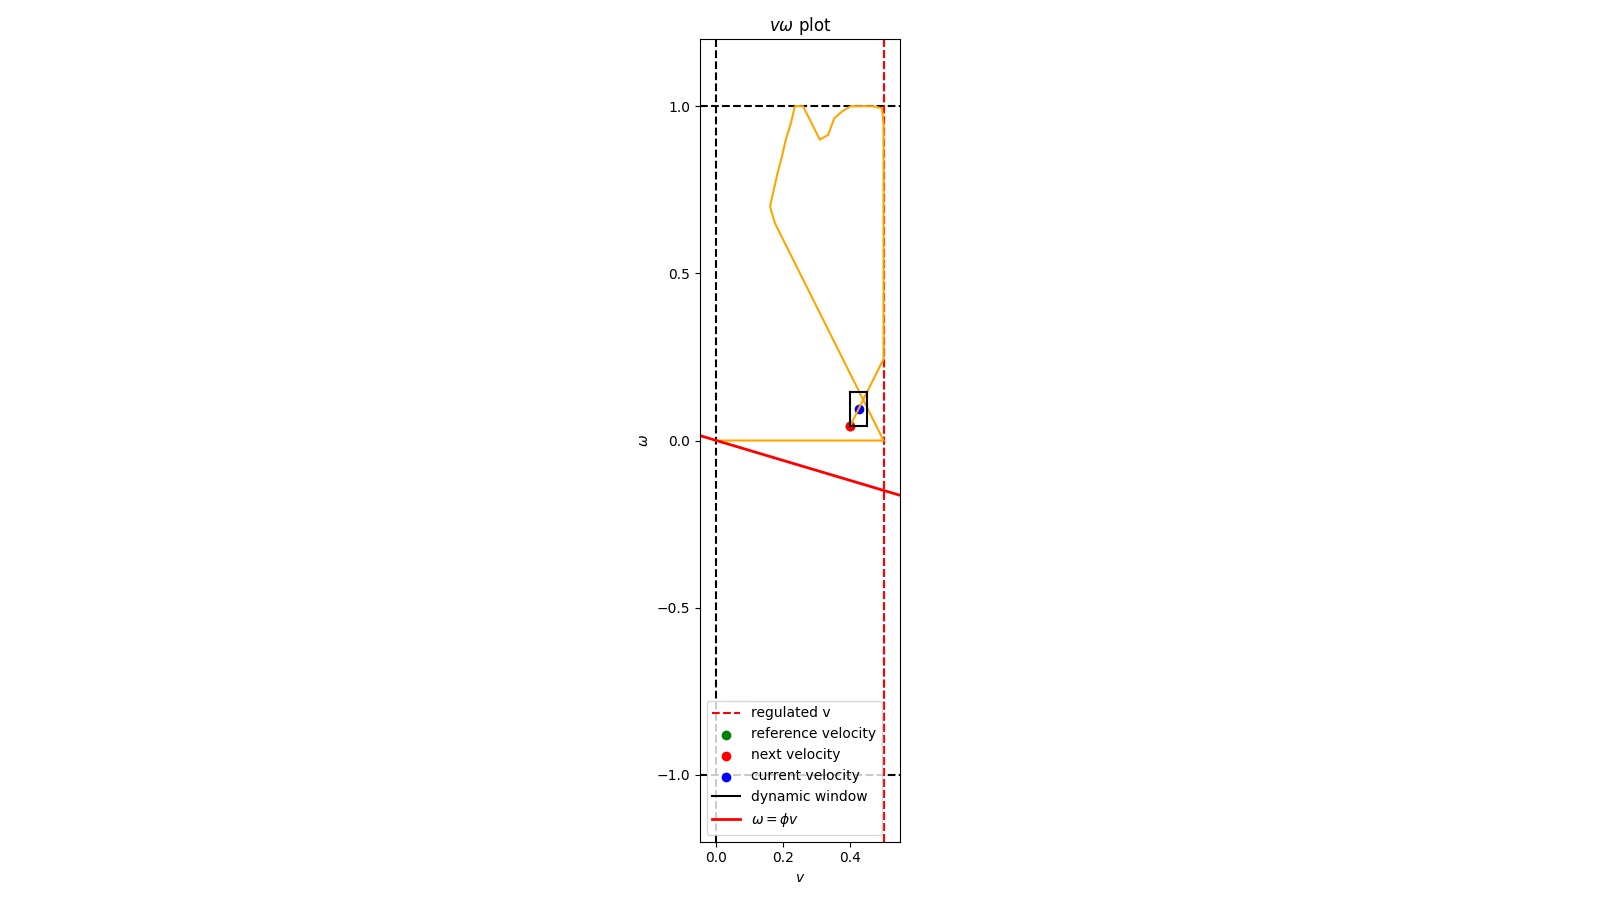 vω plot
1.0
0.5
0.0
−0.5
−1.0
ω
regulated v
reference velocity
next velocity
current velocity
dynamic window
ω = ϕv
0.0 0.2 0.4
v